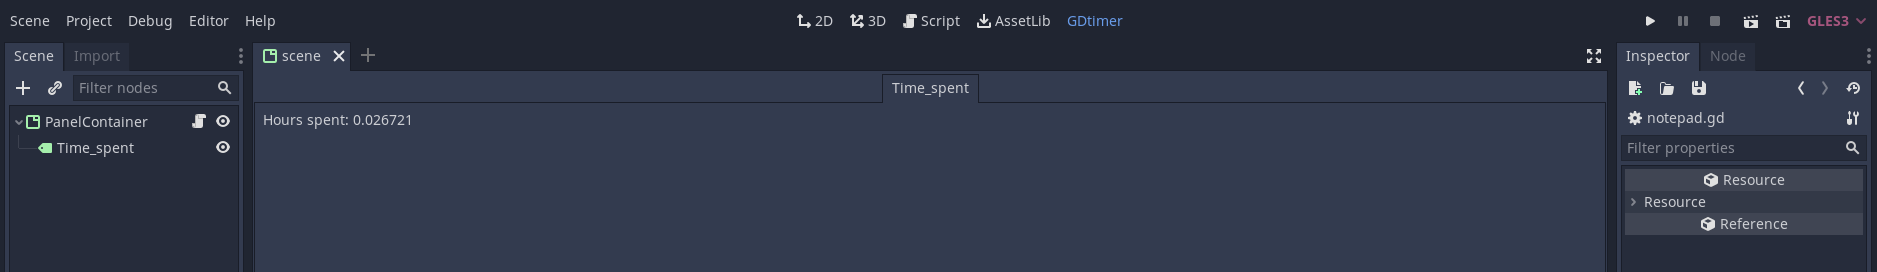 Scene Project Debug Editor Help 2D 3D Script AssetLib GDtimer GLES3
Scene Import scene Inspector Node
Filter nodes Time_spent
PanelContainer Hours spent: 0.026721 notepad.gd
Time_spent Filter properties
Resource
Resource
Reference